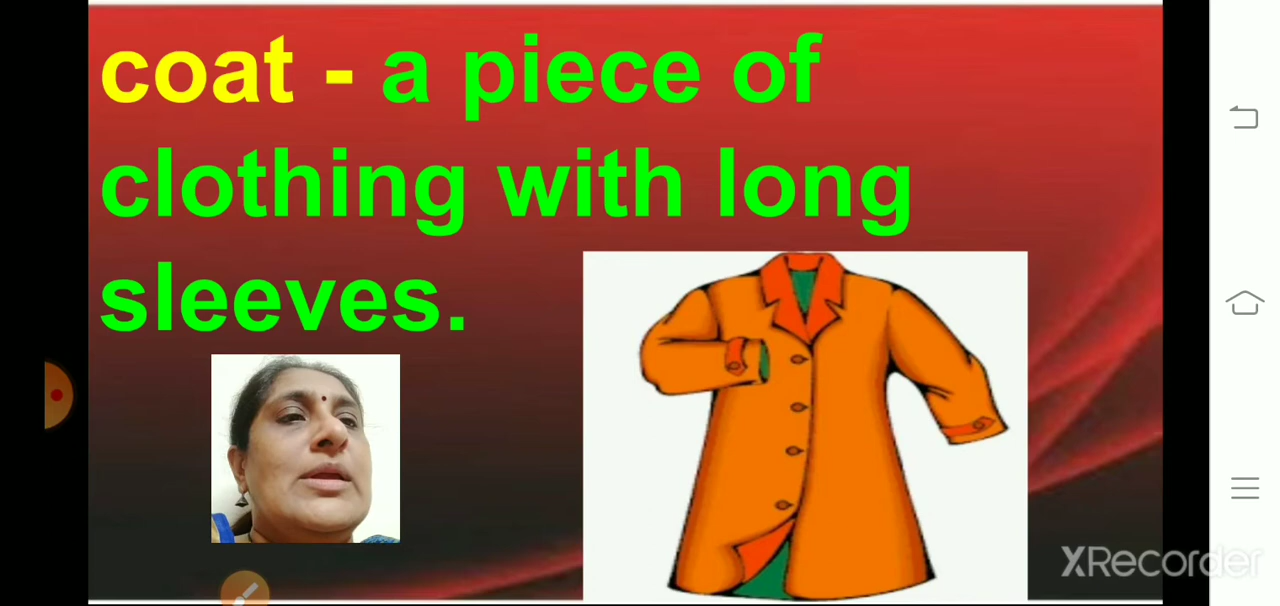 coat - a piece of
clothing with long
sleeves.
XRecorder